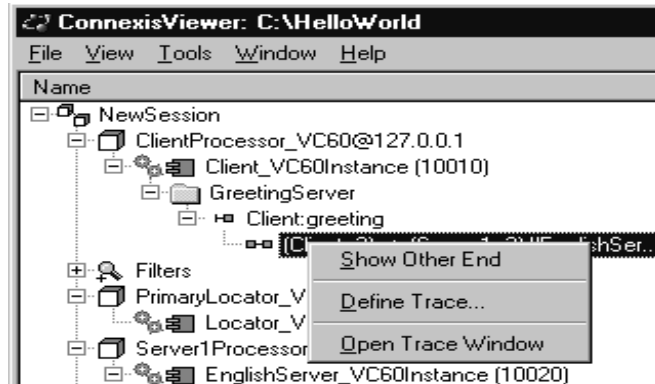 ConnexisViewer: C:\HelloWorld
File View Tools Window Help
Name
NewSession
ClientProcessor_VC60@127.0.0.1
Client_VC60Instance (10010)
GreetingServer
Client:greeting
hSer...
Show Other End
Filters
Define Trace...
PrimaryLocator_V
Locator_V
Open Trace Window
Server1Processor
EnglishServer_VC60Instance (10020)